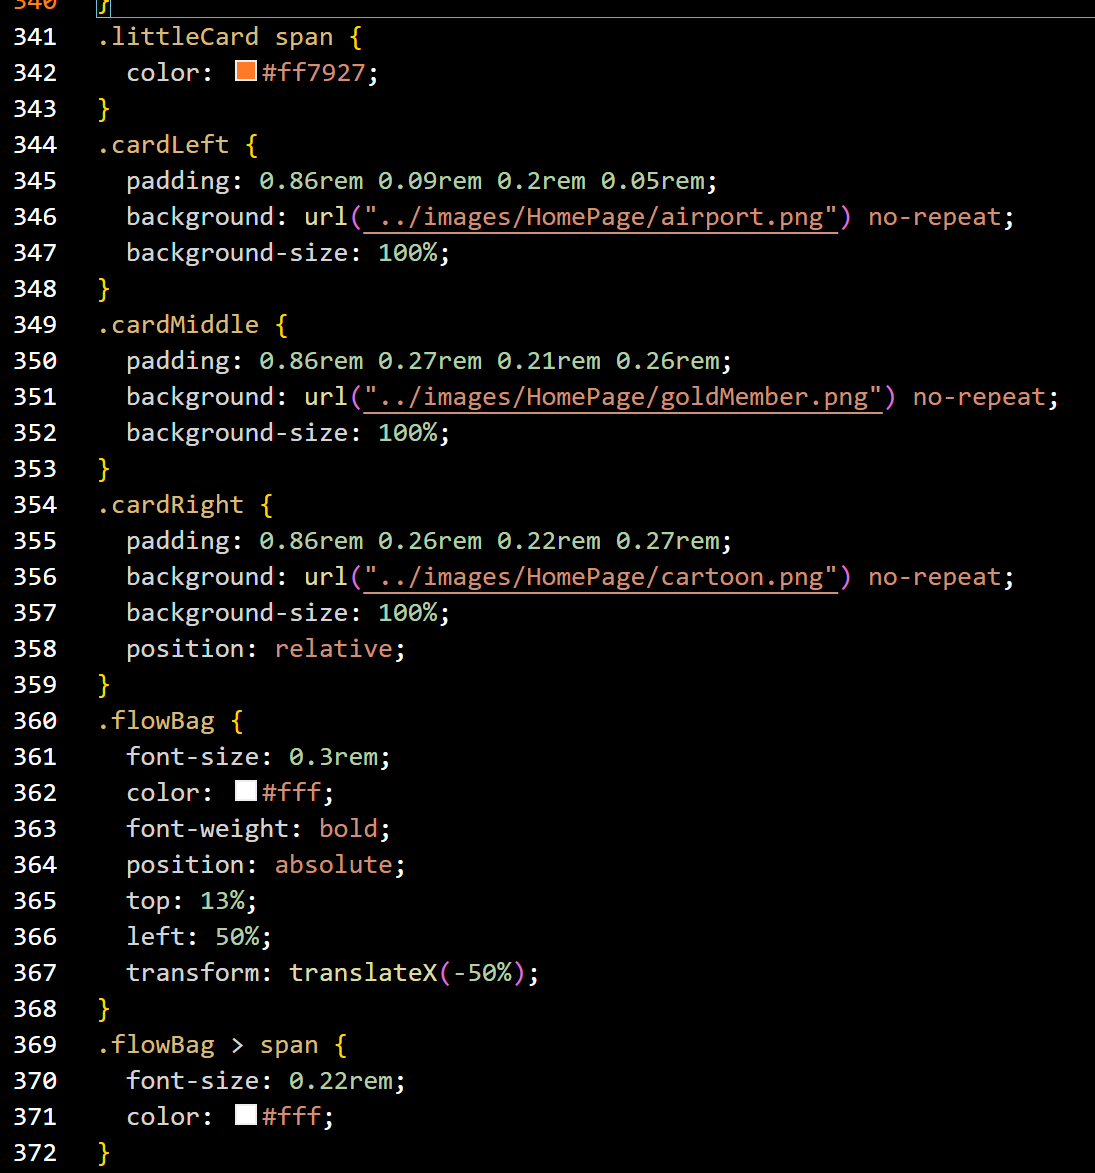 340 }
341 .littleCard span {
342 color: #ff7927;
343 }
344 .cardLeft {
345 padding: 0.86rem 0.09rem 0.2rem 0.05rem;
346 background: url("../images/HomePage/airport.png") no-repeat;
347 background-size: 100%;
348 }
349 .cardMiddle {
350 padding: 0.86rem 0.27rem 0.21rem 0.26rem;
351 background: url("../images/HomePage/goldMember.png") no-repeat;
352 background-size: 100%;
353 }
354 .cardRight {
355 padding: 0.86rem 0.26rem 0.22rem 0.27rem;
356 background: url("../images/HomePage/cartoon.png") no-repeat;
357 background-size: 100%;
358 position: relative;
359 }
360 .flowBag {
361 font-size: 0.3rem;
362 color: #fff;
363 font-weight: bold;
364 position: absolute;
365 top: 13%;
366 left: 50%;
367 transform: translateX(-50%);
368 }
369 .flowBag > span {
370 font-size: 0.22rem;
371 color: #fff;
372 }